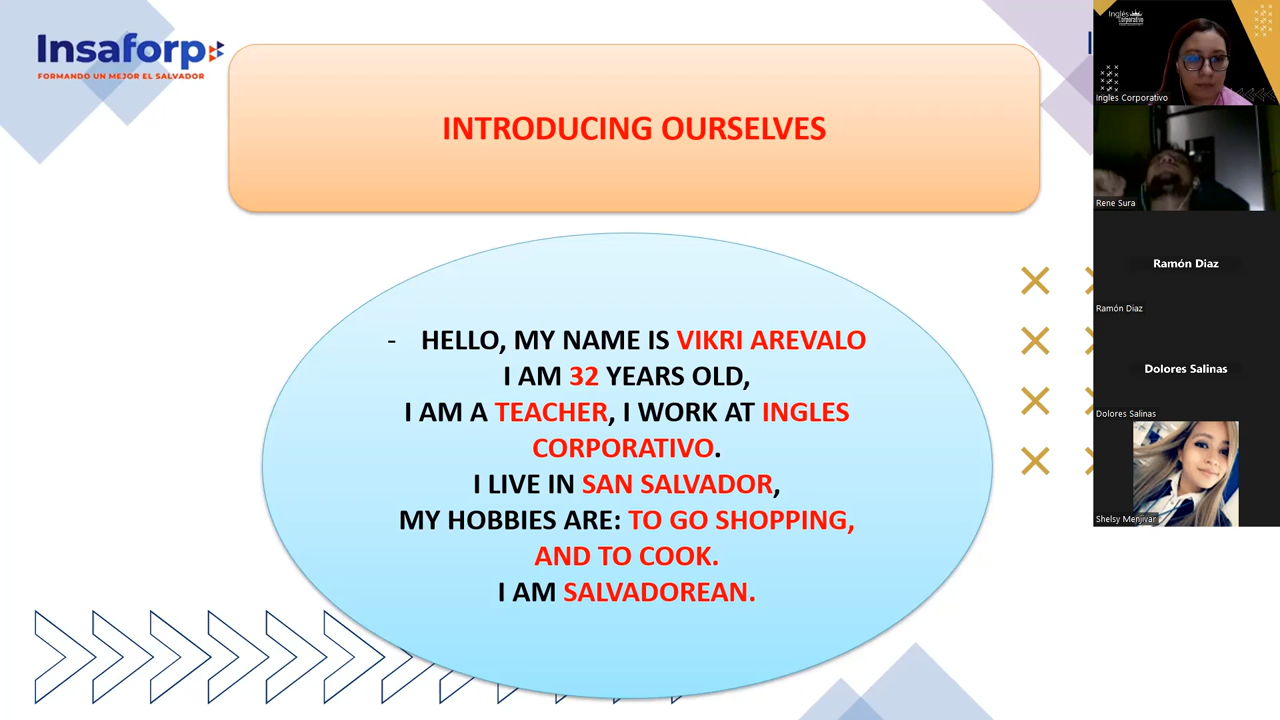 Insaforp
FORMANDO UN MEJOR EL SALVADOR
INTRODUCING OURSELVES
- HELLO, MY NAME IS VIKRI AREVALO
I AM 32 YEARS OLD,
I AM A TEACHER, I WORK AT INGLES
CORPORATIVO.
I LIVE IN SAN SALVADOR,
MY HOBBIES ARE: TO GO SHOPPING,
AND TO COOK.
I AM SALVADOREAN.
Inglés
Corporativo
Ingles Corporativo
Rene Sura
Ramón Diaz
Ramón Diaz
Dolores Salinas
Dolores Salinas
Shelsy Menjivar